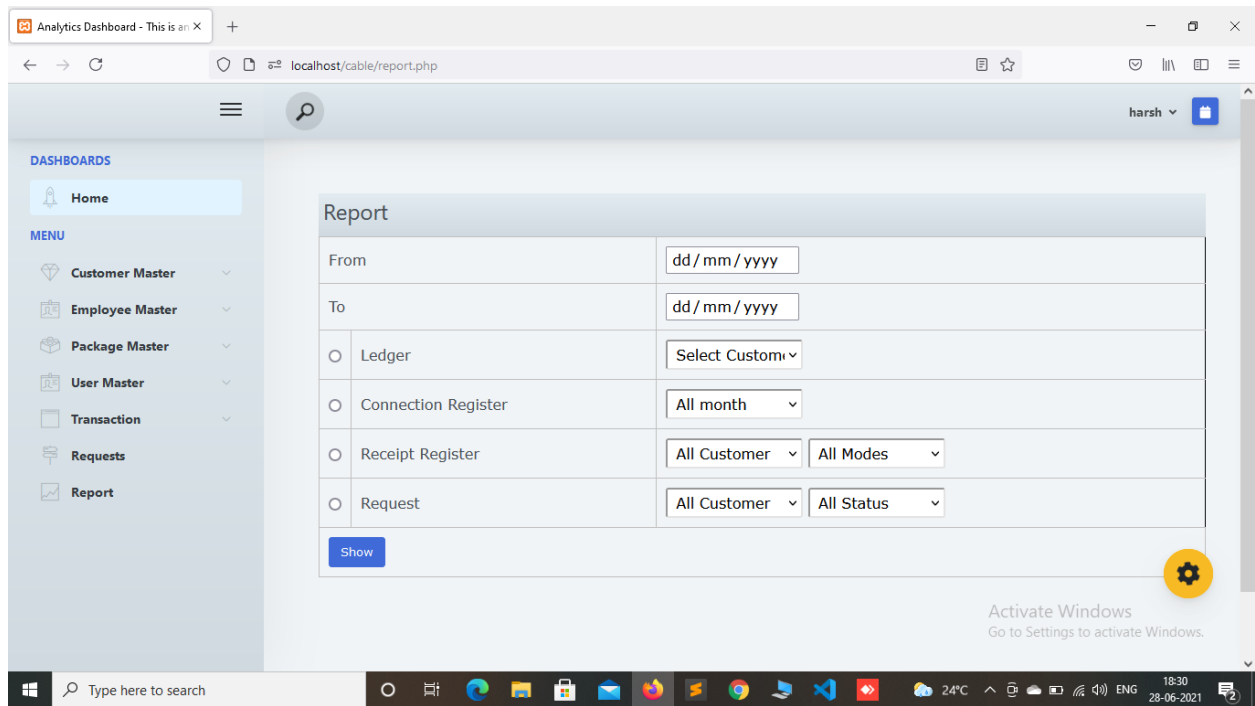 Analytics Dashboard - This is an
localhost/cable/report.php
harsh
DASHBOARDS
Home
MENU
Customer Master
Employee Master
Package Master
User Master
Transaction
Requests
Report
Report
From dd/mm/yyyy
To dd/mm/yyyy
Ledger Select Custome
Connection Register All month
Receipt Register All Customer All Modes
Request All Customer All Status
Show
Activate Windows
Go to Settings to activate Windows.
Type here to search
24°C ENG 18:30
28-06-2021
2